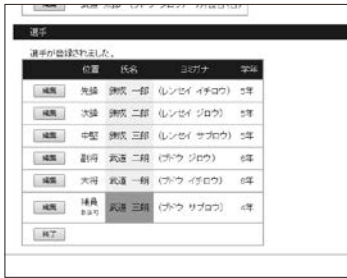 選手
選手が登録されました。
位置 氏名 ヨミガナ 学年
編集 先鋒 錬成 一郎 (レンセイ イチロウ) 5年
編集 次鋒 錬成 二郎 (レンセイ ジロウ) 5年
編集 中堅 錬成 三郎 (レンセイ サブロウ) 5年
編集 副将 武道 二朗 (ブドウ ジロウ) 6年
編集 大将 武道 一朗 (ブドウ イチロウ) 6年
編集 補員 武道 三朗 (ブドウ サブロウ) 4年
終了